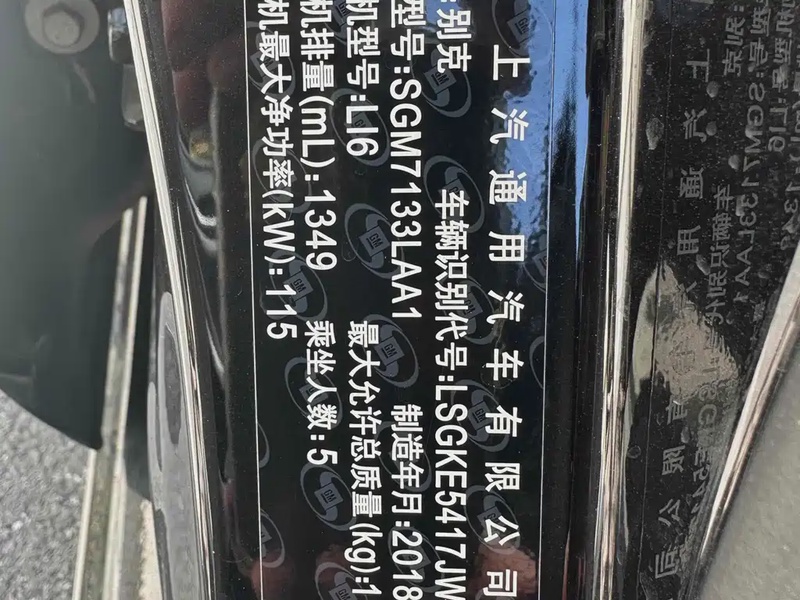 上汽通用汽车有限公司
:别克 车辆识别代号:LSGKE5417JW
型号:SGM7133LAA1 制造年月:2018
机型号:LI6 最大允许总质量(kg):1
机排量(mL):1349 乘坐人数:5
机最大净功率(kW):115